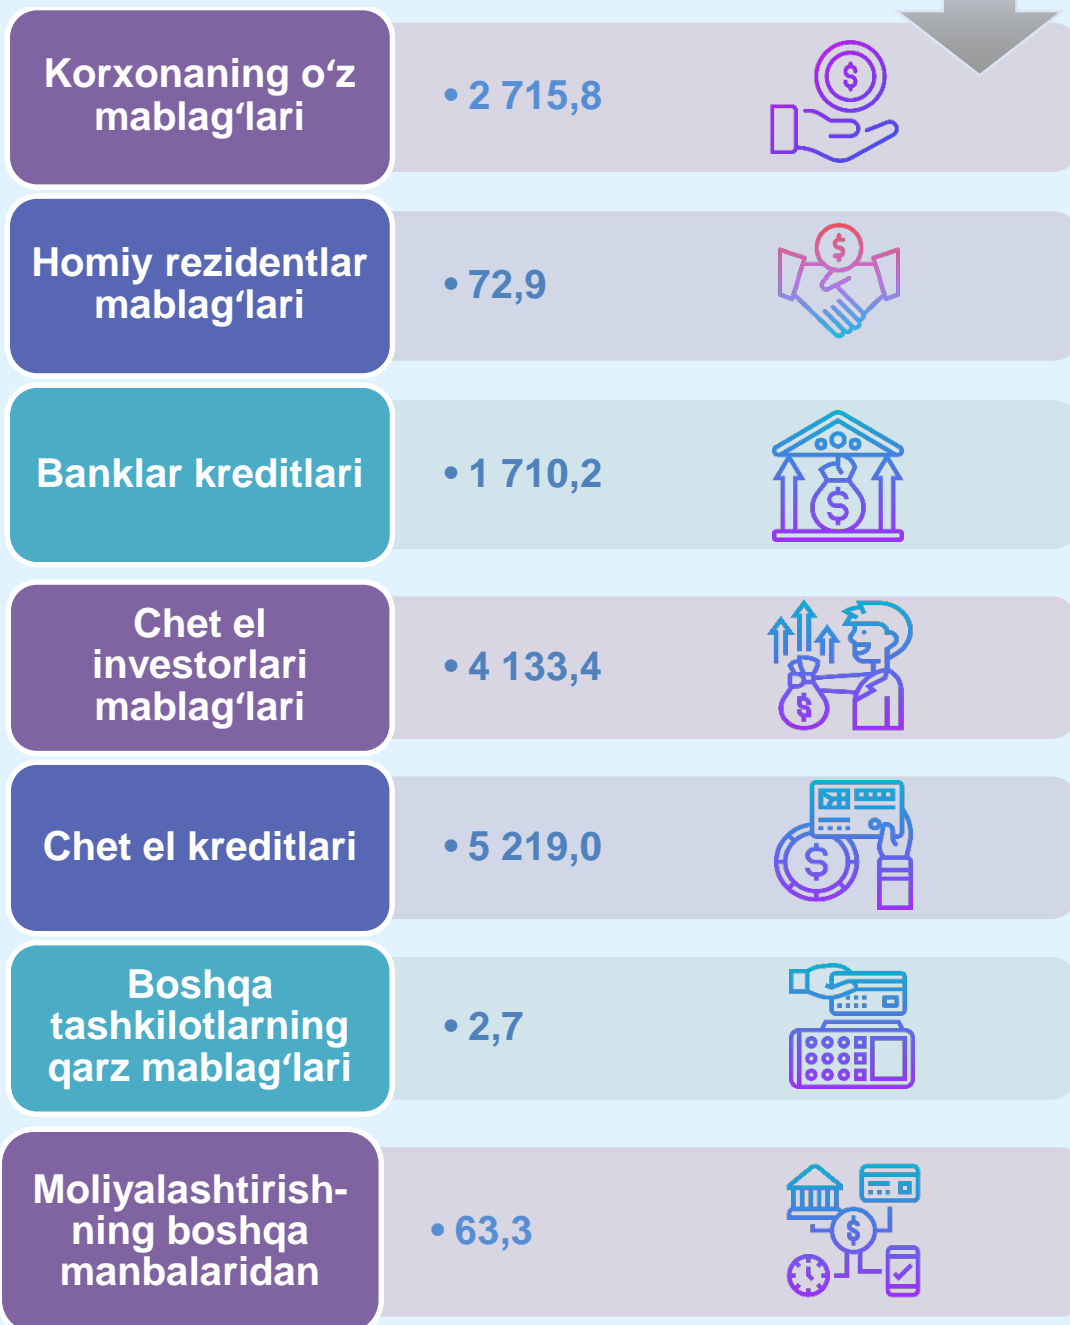 Korxonaning o‘z
mablag‘lari
• 2 715,8
Homiy rezidentlar
mablag‘lari
• 72,9
Banklar kreditlari
• 1 710,2
Chet el
investorlari
mablag‘lari
• 4 133,4
Chet el kreditlari
• 5 219,0
Boshqa
tashkilotlarning
qarz mablag‘lari
• 2,7
Moliyalashtirish-
ning boshqa
manbalaridan
• 63,3